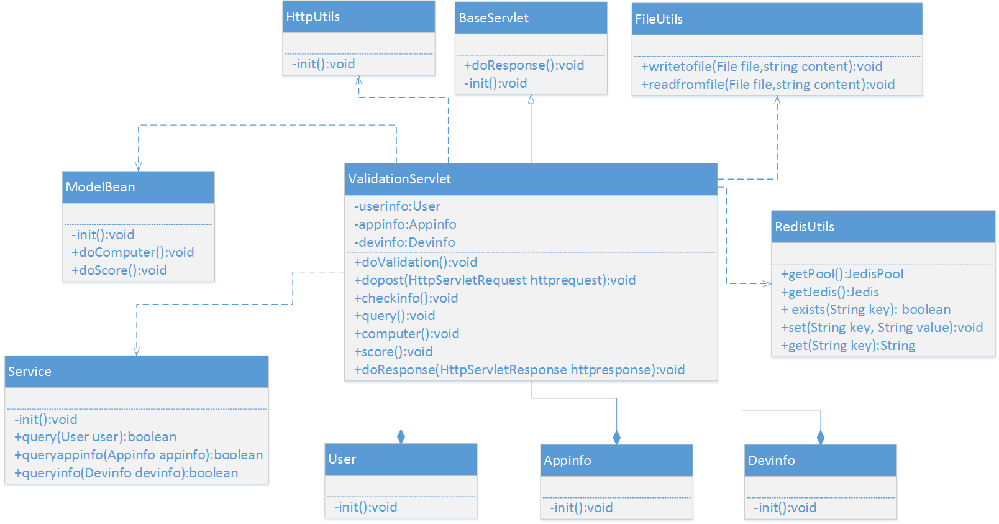 HttpUtils
-init():void
BaseServlet
+doResponse():void
-init():void
FileUtils
+writetofile(File file,string content):void
+readfromfile(File file,string content):void
ModelBean
-init():void
+doComputer():void
+doScore():void
ValidationServlet
-userinfo:User
-appinfo:Appinfo
-devinfo:Devinfo
+doValidation():void
+dopost(HttpServletRequest httprequest):void
+checkinfo():void
+query():void
+computer():void
+score():void
+doResponse(HttpServletResponse httpresponse):void
RedisUtils
+getPool():JedisPool
+getJedis():Jedis
+ exists(String key): boolean
+set(String key, String value):void
+get(String key):String
Service
-init():void
+query(User user):boolean
+queryappinfo(Appinfo appinfo):boolean
+queryinfo(Devinfo devinfo):boolean
User
-init():void
Appinfo
-init():void
Devinfo
-init():void